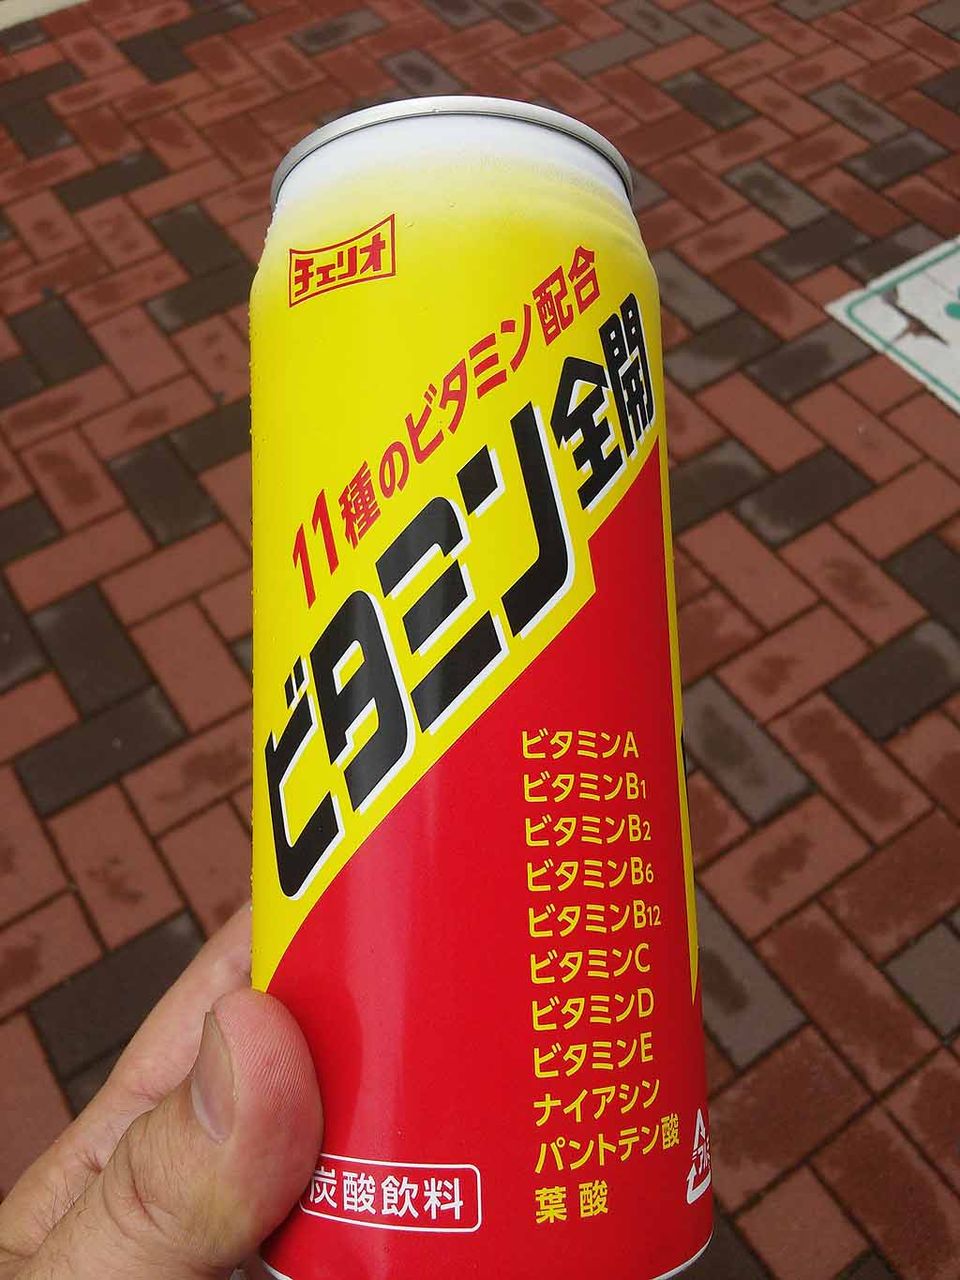 チェリオ
11種のビタミン配合
ビタミン全開
ビタミンA
ビタミンB1
ビタミンB2
ビタミンB6
ビタミンB12
ビタミンC
ビタミンD
ビタミンE
ナイアシン
パントテン酸
葉酸
炭酸飲料